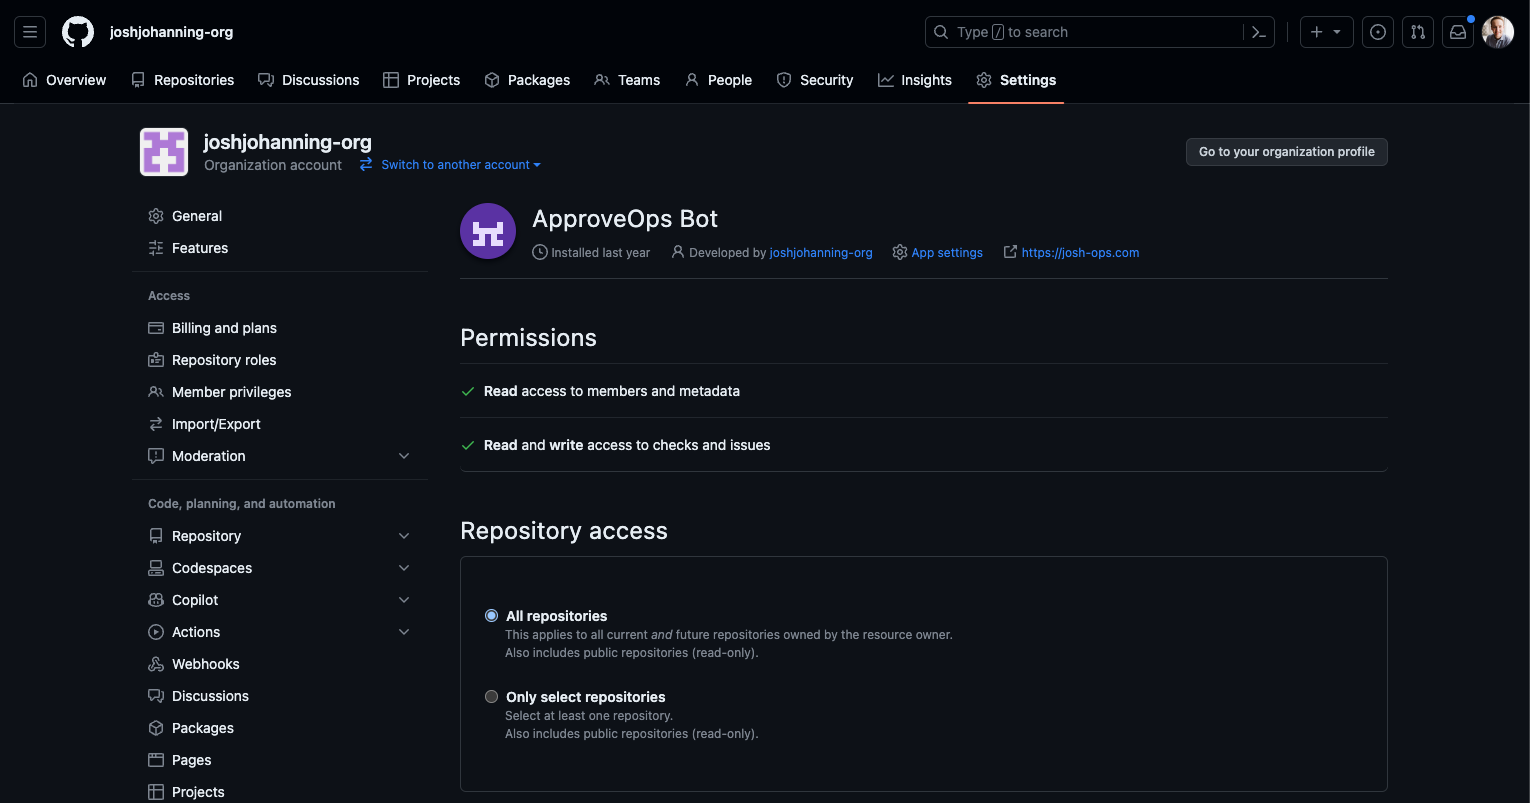 joshjohanning-org
Type / to search
Overview Repositories Discussions Projects Packages Teams People Security Insights Settings
joshjohanning-org
Organization account Switch to another account
Go to your organization profile
General
Features
Access
Billing and plans
Repository roles
Member privileges
Import/Export
Moderation
Code, planning, and automation
Repository
Codespaces
Copilot
Actions
Webhooks
Discussions
Packages
Pages
Projects
ApproveOps Bot
Installed last year Developed by joshjohanning-org App settings https://josh-ops.com
Permissions
Read access to members and metadata
Read and write access to checks and issues
Repository access
All repositories
This applies to all current and future repositories owned by the resource owner.
Also includes public repositories (read-only).
Only select repositories
Select at least one repository.
Also includes public repositories (read-only).